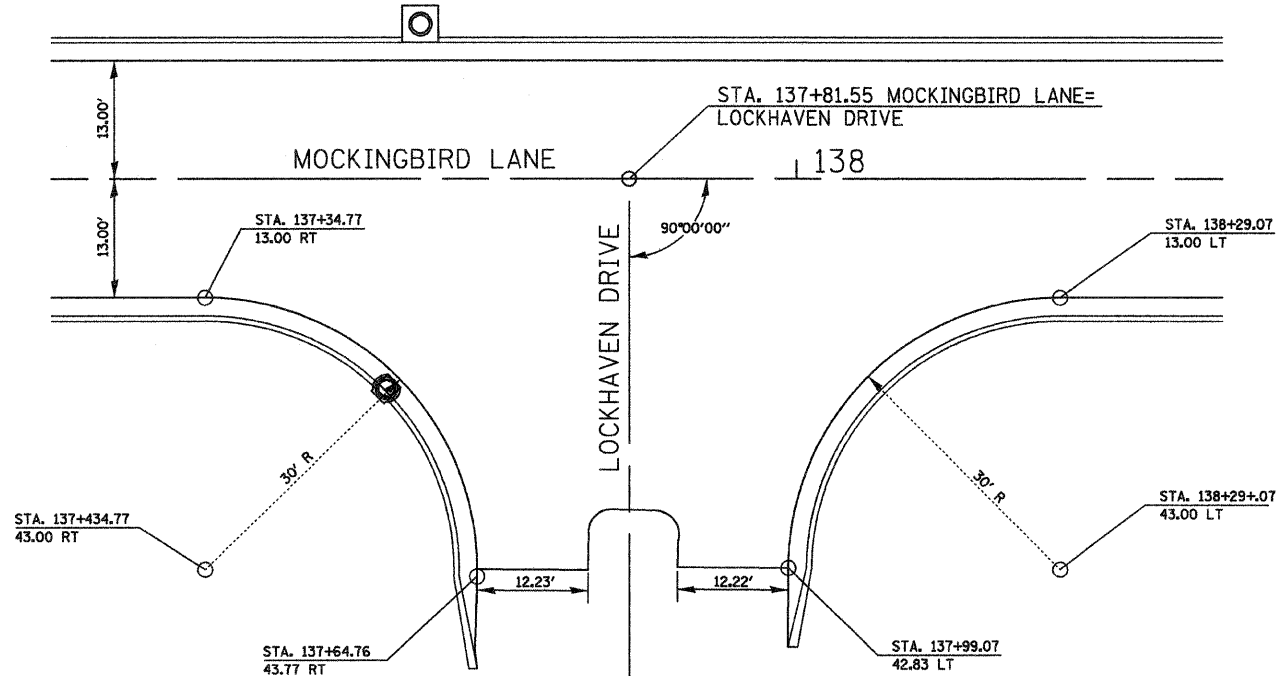 STA. 137+81.55 MOCKINGBIRD LANE=
LOCKHAVEN DRIVE
13.00'
MOCKINGBIRD LANE
138
13.00'
STA. 137+34.77
13.00 RT
90°00'00"
STA. 138+29.07
13.00 LT
LOCKHAVEN DRIVE
30' R
30' R
STA. 137+434.77
43.00 RT
STA. 138+29+.07
43.00 LT
12.23'
12.22'
STA. 137+64.76
43.77 RT
STA. 137+99.07
42.83 LT